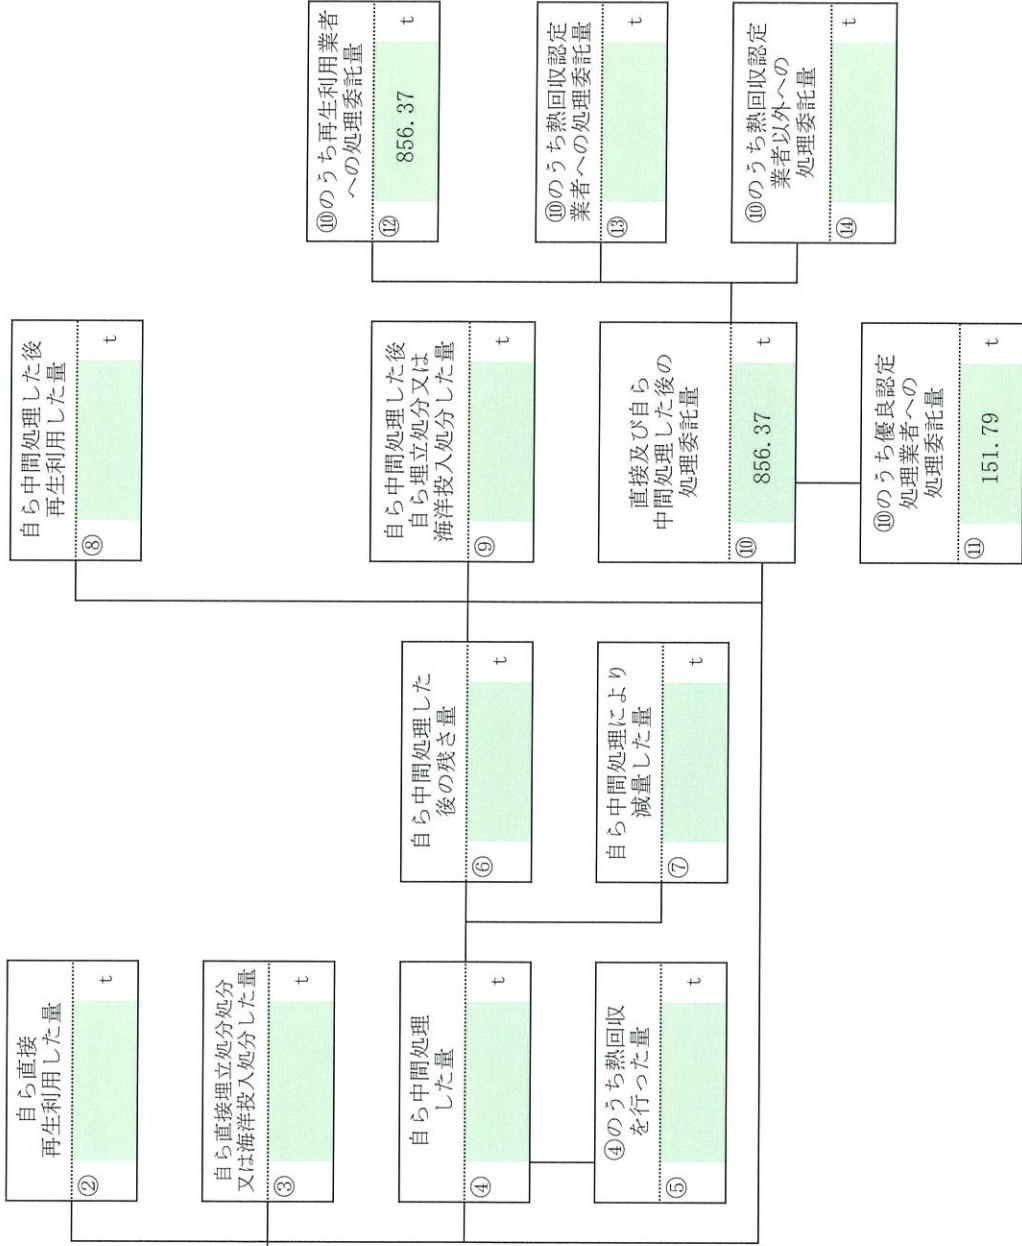 自ら直接
再生利用した量
② t
自ら直接埋立処分処分
又は海洋投入処分した量
③ t
自ら中間処理
した量
④ t
④のうち熱回収
を行った量
⑤ t
自ら中間処理した
後の残さ量
⑥ t
自ら中間処理により
減量した量
⑦ t
自ら中間処理した後
再生利用した量
⑧ t
自ら中間処理した後
自ら埋立処分又は
海洋投入処分した量
⑨ t
直接及び自ら
中間処理した後の
処理委託量
⑩ 856.37 t
⑩のうち優良認定
処理業者への
処理委託量
⑪ 151.79 t
⑩のうち再生利用業者
への処理委託量
⑫ 856.37 t
⑩のうち熱回収認定
業者への処理委託量
⑬ t
⑩のうち熱回収認定
業者以外への
処理委託量
⑭ t